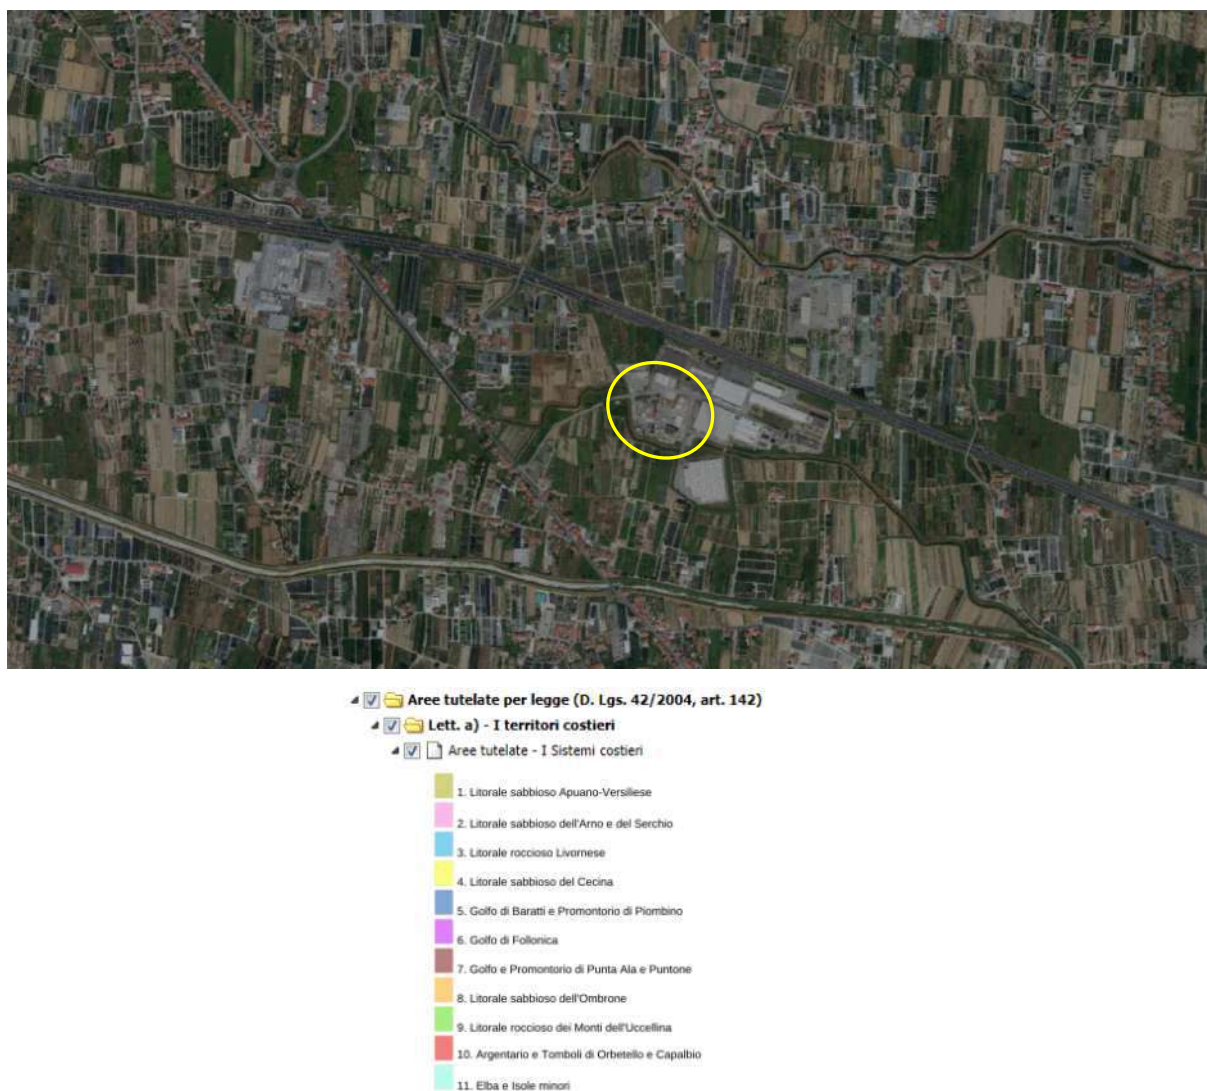 Aree tutelate per legge (D. Lgs. 42/2004, art. 142)
Lett. a) - I territori costieri
Aree tutelate - I Sistemi costieri
1. Litorale sabbioso Apuano-Versiliese
2. Litorale sabbioso dell'Arno e del Serchio
3. Litorale roccioso Livornese
4. Litorale sabbioso del Cecina
5. Golfo di Baratti e Promontorio di Piombino
6. Golfo di Follonica
7. Golfo e Promontorio di Punta Ala e Puntone
8. Litorale sabbioso dell'Ombrone
9. Litorale roccioso dei Monti dell'Uccellina
10. Argentario e Tomboli di Orbetello e Capalbio
11. Elba e Isole minori